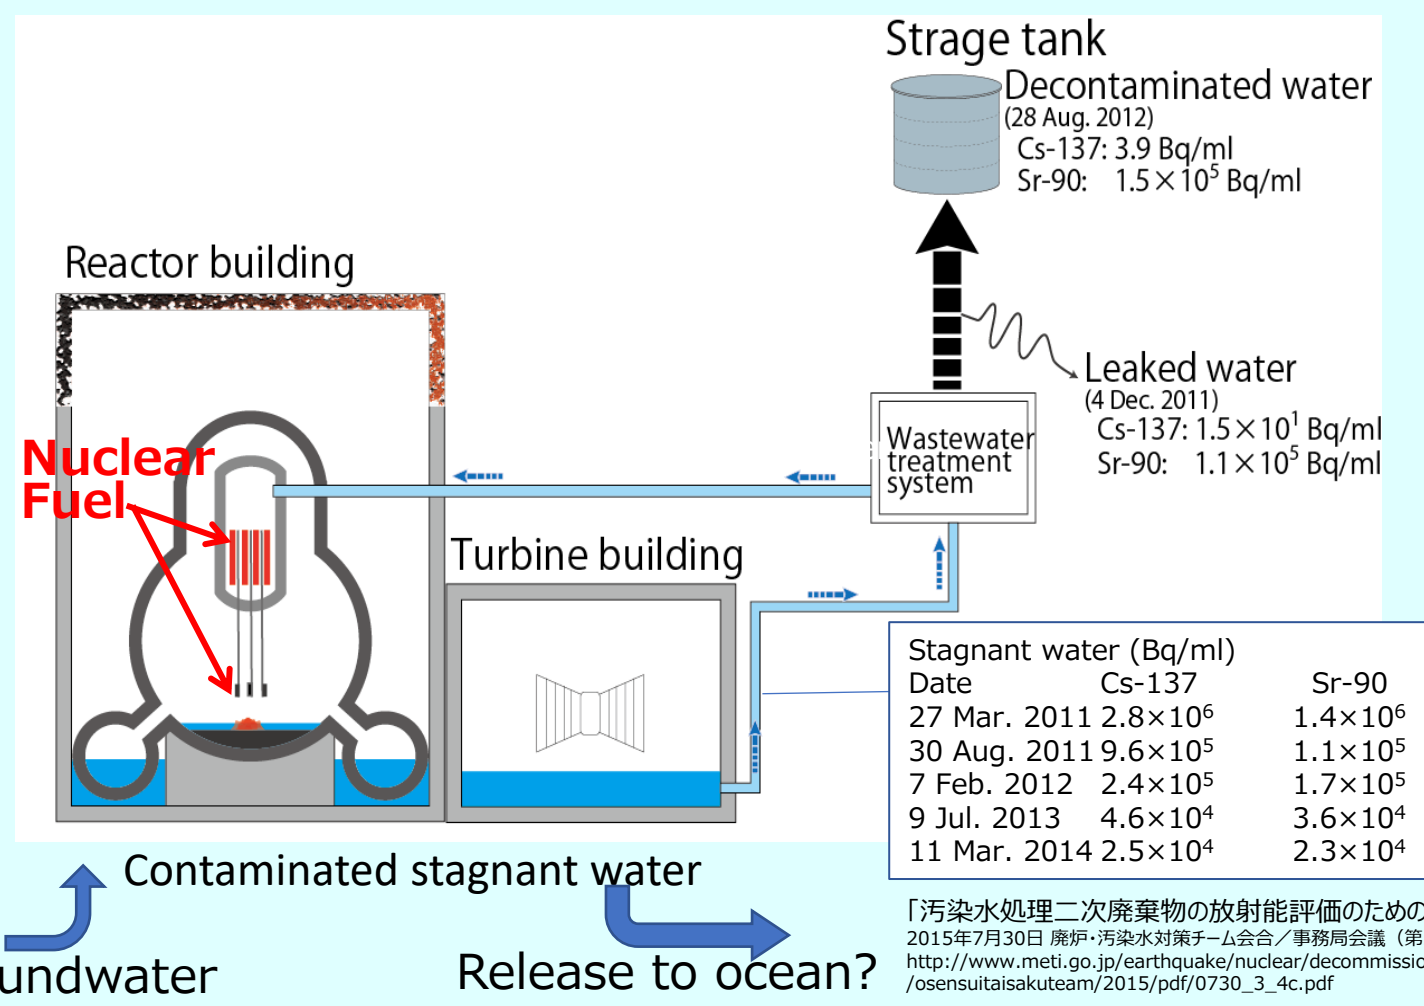 Strage tank
Decontaminated water
(28 Aug. 2012)
Cs-137: 3.9 Bq/ml
Sr-90: 1.5×10⁵ Bq/ml
Reactor building
Leaked water
(4 Dec. 2011)
Cs-137: 1.5×10¹ Bq/ml
Sr-90: 1.1×10⁵ Bq/ml
Wastewater
treatment
system
Nuclear
Fuel
Turbine building
Stagnant water (Bq/ml)
Date Cs-137 Sr-90
27 Mar. 2011 2.8×10⁶ 1.4×10⁶
30 Aug. 2011 9.6×10⁵ 1.1×10⁵
7 Feb. 2012 2.4×10⁵ 1.7×10⁵
9 Jul. 2013 4.6×10⁴ 3.6×10⁴
11 Mar. 2014 2.5×10⁴ 2.3×10⁴
Contaminated stagnant water
undwater
Release to ocean?
「汚染水処理二次廃棄物の放射能評価のための
2015年7月30日 廃炉・汚染水対策チーム会合／事務局会議（第
http://www.meti.go.jp/earthquake/nuclear/decommissio
/osensuitaisakuteam/2015/pdf/0730_3_4c.pdf